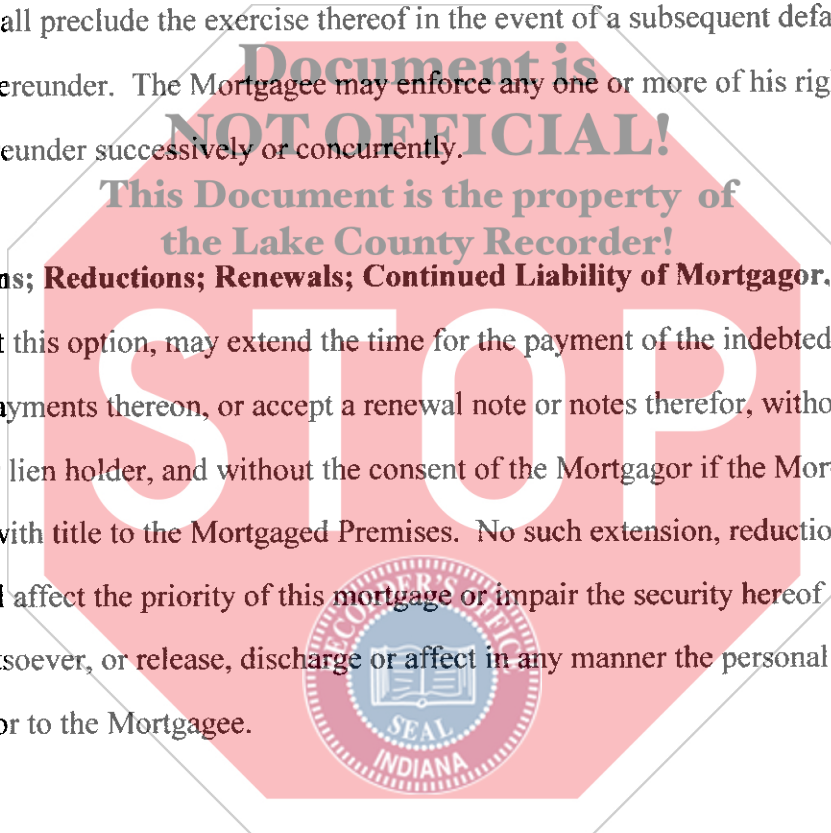 all preclude the exercise thereof in the event of a subsequent defa
Document is
ereunder. The Mortgagee may enforce any one or more of his rig
NOT OFFICIAL!
eunder successively or concurrently.
This Document is the property of
the Lake County Recorder!
ns; Reductions; Renewals; Continued Liability of Mortgagor.
STOP
t this option, may extend the time for the payment of the indebted
ayments thereon, or accept a renewal note or notes therefor, witho
lien holder, and without the consent of the Mortgagor if the Mor
with title to the Mortgaged Premises. No such extension, reductio
l affect the priority of this mortgage or impair the security hereof
RECORDER'S OFFICE
tsoever, or release, discharge or affect in any manner the personal
or to the Mortgagee.
SEAL
INDIANA